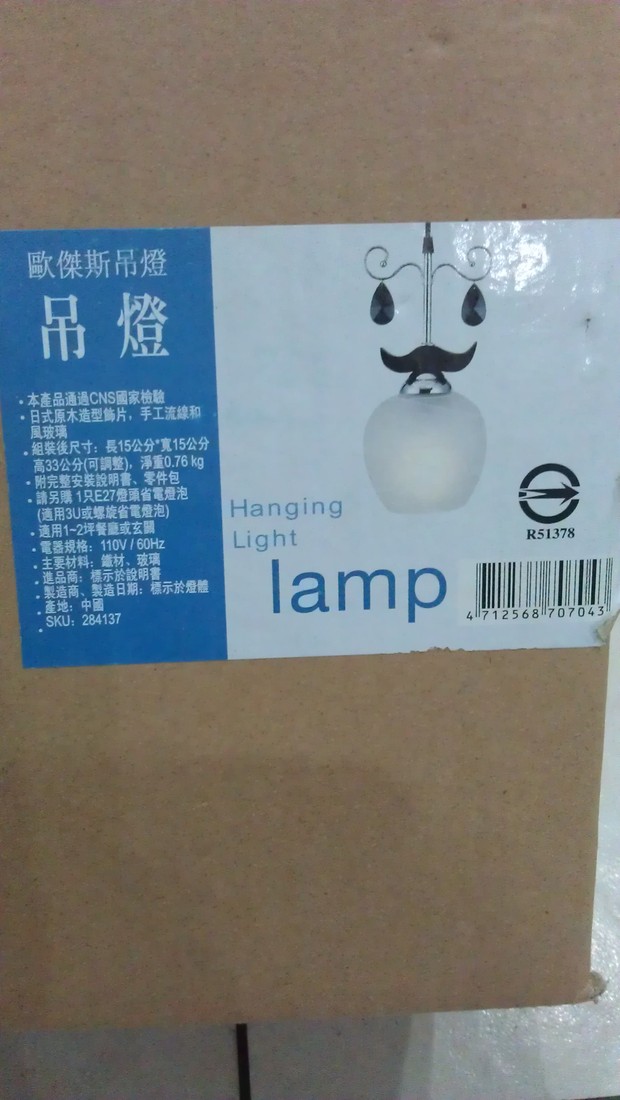 歐傑斯吊燈
吊燈
・本產品通過CNS國家檢驗
・日式原木造型飾片，手工流線和
風玻璃
・組裝後尺寸：長15公分*寬15公分
高33公分(可調整)，淨重0.76 kg
・附完整安裝說明書、零件包
・請另購 1只E27燈頭省電燈泡
(適用3U或螺旋省電燈泡)
・適用1~2坪餐廳或玄關
・電器規格：110V / 60Hz
・主要材料：鐵材、玻璃
・進品商：標示於說明書
・製造商、製造日期：標示於燈體
・產地：中國
・SKU：284137
Hanging
Light
lamp
R51378
4 712568 707043